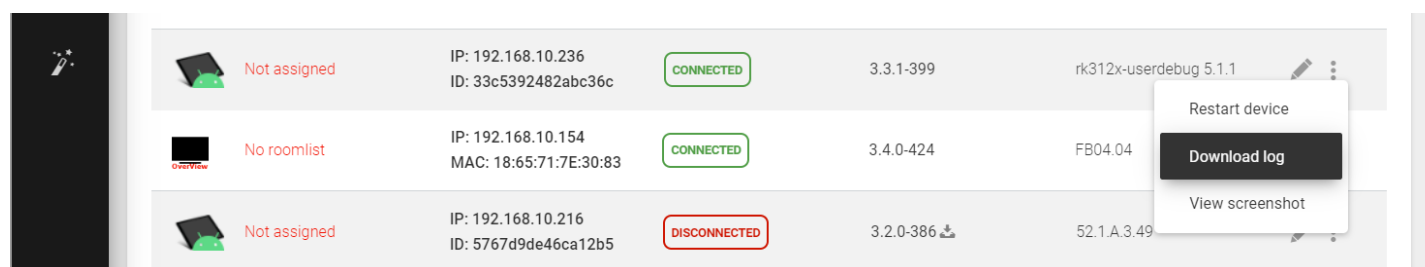 Not assigned
IP: 192.168.10.236
ID: 33c5392482abc36c
CONNECTED
3.3.1-399
rk312x-userdebug 5.1.1
OverView
No roomlist
IP: 192.168.10.154
MAC: 18:65:71:7E:30:83
CONNECTED
3.4.0-424
FB04.04
Not assigned
IP: 192.168.10.216
ID: 5767d9de46ca12b5
DISCONNECTED
3.2.0-386
52.1.A.3.49
Restart device
Download log
View screenshot